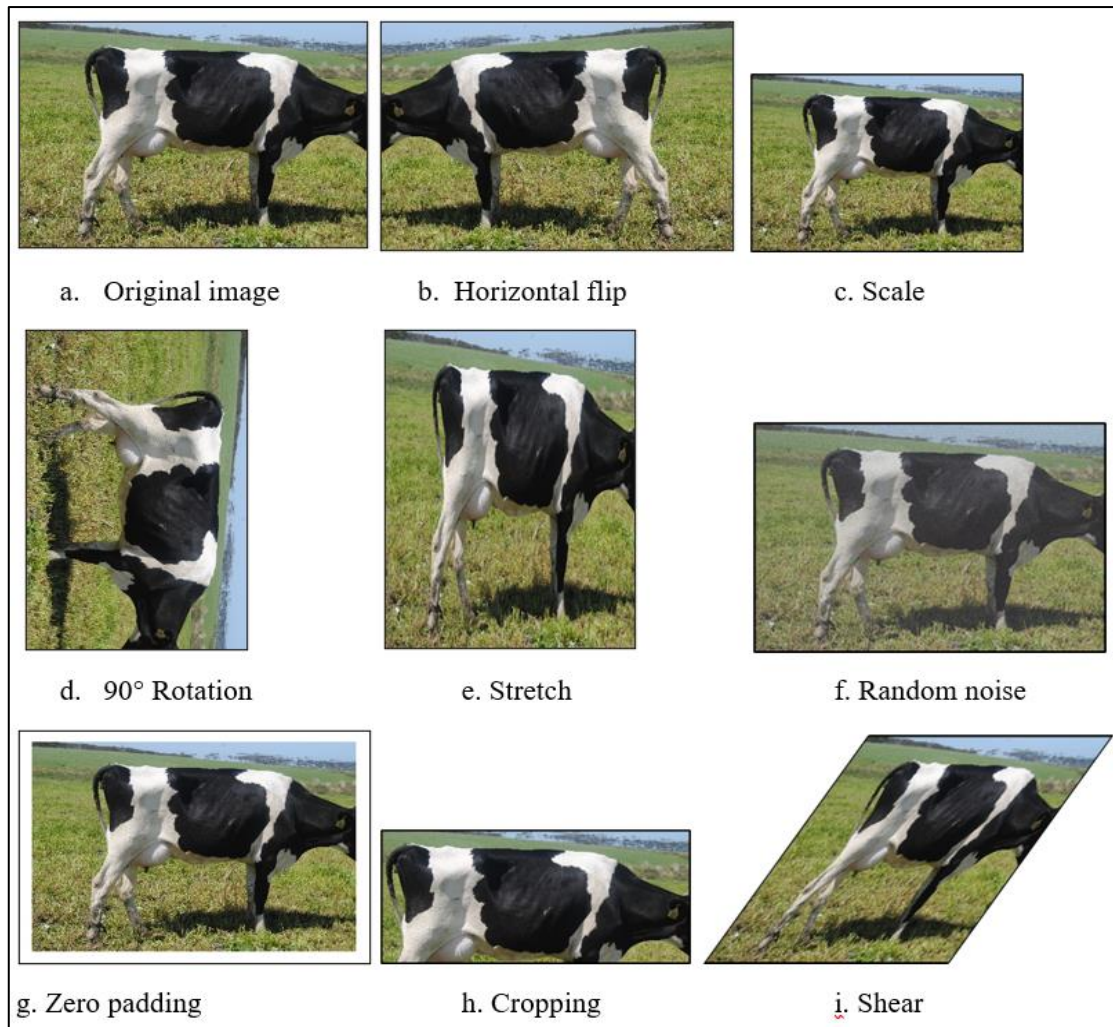 a. Original image
b. Horizontal flip
c. Scale
d. 90° Rotation
e. Stretch
f. Random noise
g. Zero padding
h. Cropping
i. Shear